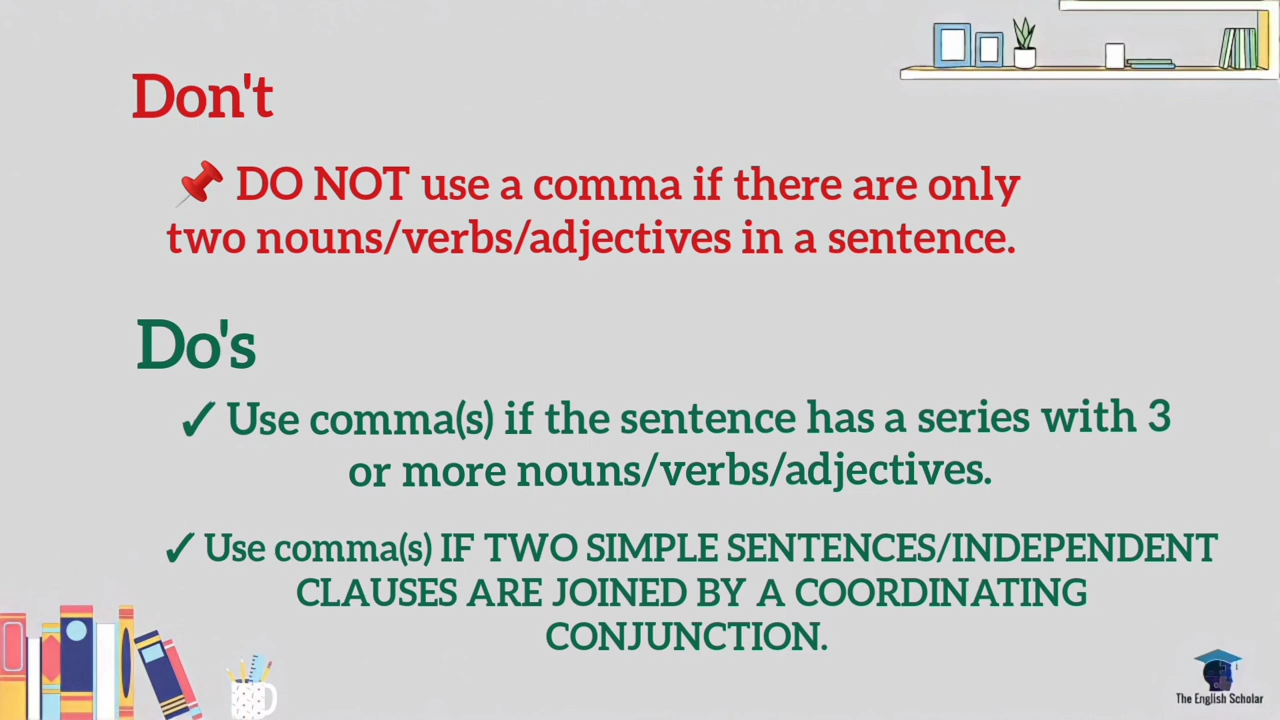 Don't
📌 DO NOT use a comma if there are only
two nouns/verbs/adjectives in a sentence.
Do's
✓ Use comma(s) if the sentence has a series with 3
or more nouns/verbs/adjectives.
✓ Use comma(s) IF TWO SIMPLE SENTENCES/INDEPENDENT
CLAUSES ARE JOINED BY A COORDINATING
CONJUNCTION.
The English Scholar